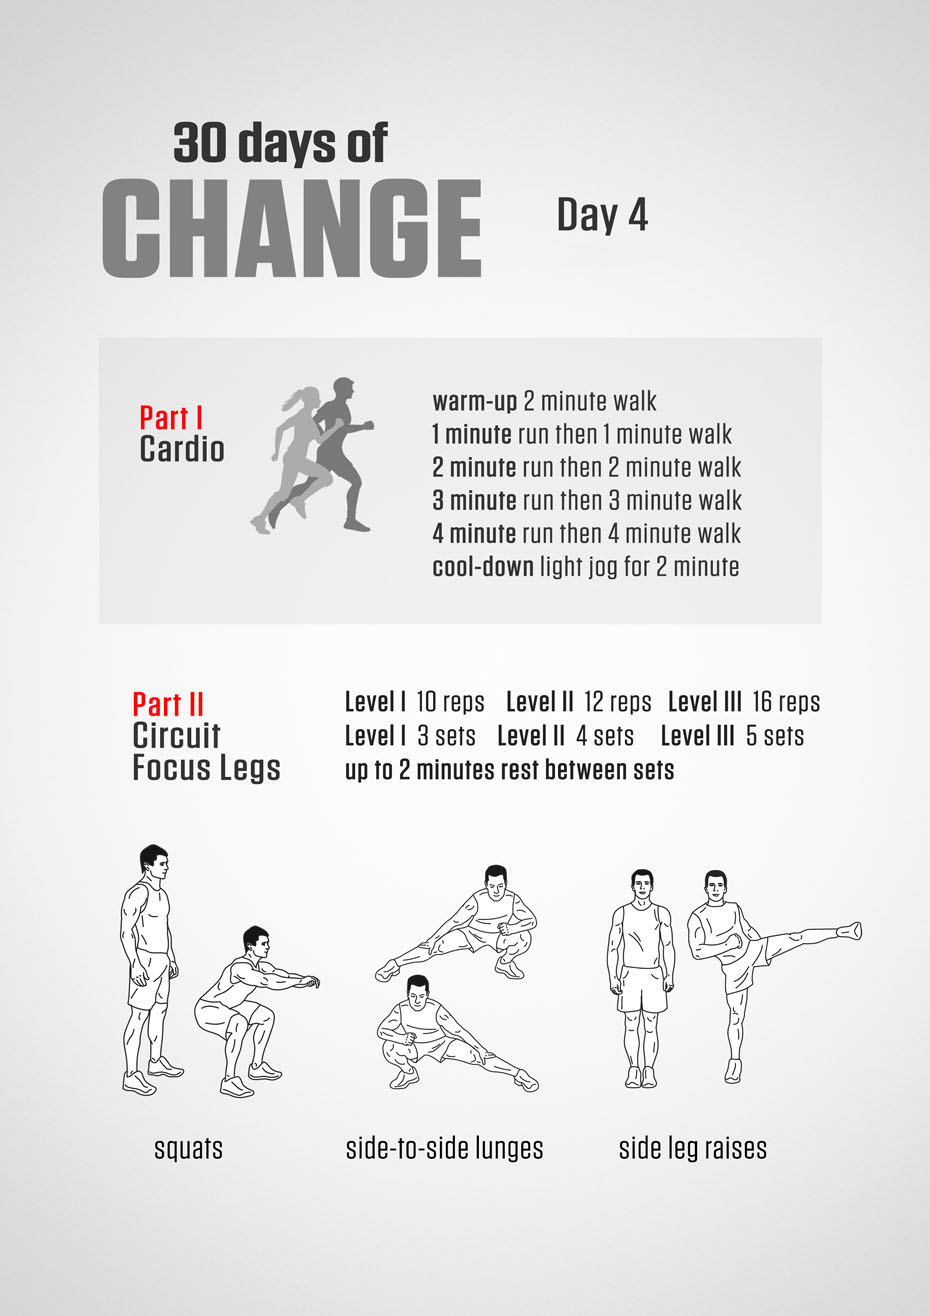 30 days of
CHANGE
Day 4
Part I
Cardio
warm-up 2 minute walk
1 minute run then 1 minute walk
2 minute run then 2 minute walk
3 minute run then 3 minute walk
4 minute run then 4 minute walk
cool-down light jog for 2 minute
Part II
Circuit
Focus Legs
Level I 10 reps Level II 12 reps Level III 16 reps
Level I 3 sets Level II 4 sets Level III 5 sets
up to 2 minutes rest between sets
squats
side-to-side lunges
side leg raises